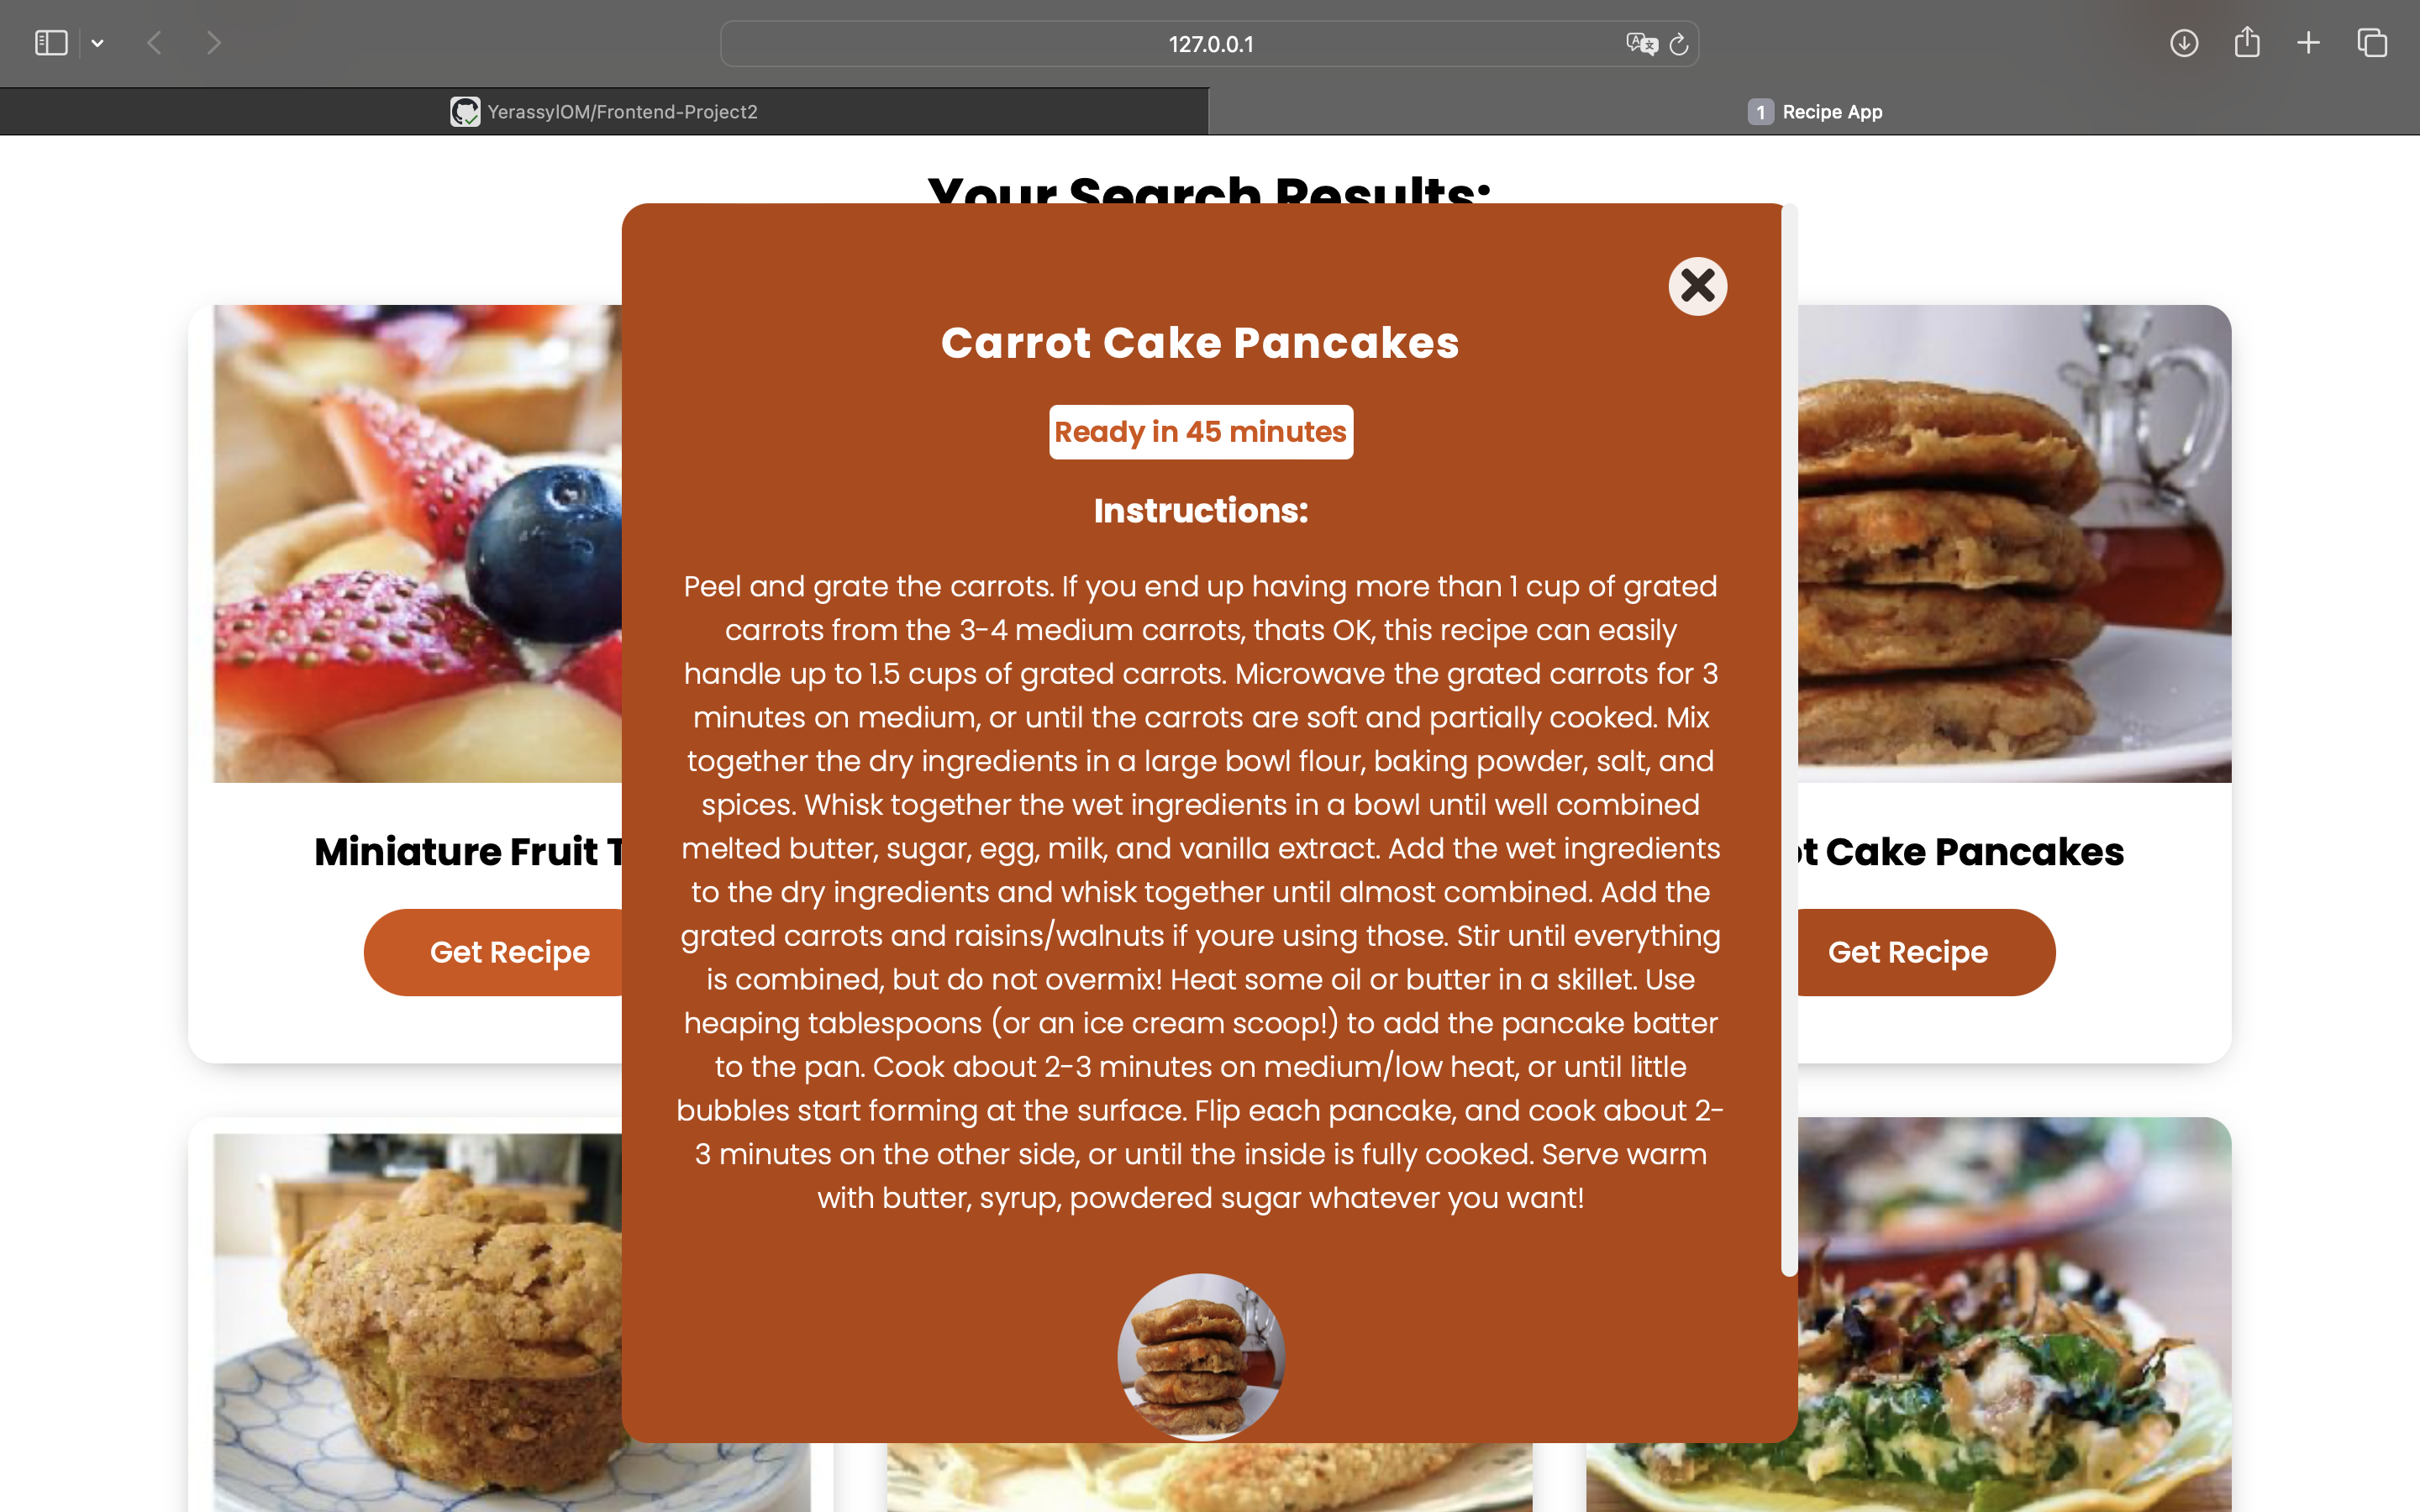 127.0.0.1
YerassylOM/Frontend-Project2
1 Recipe App
Your Search Results:
Carrot Cake Pancakes
Ready in 45 minutes
Instructions:
Peel and grate the carrots. If you end up having more than 1 cup of grated
carrots from the 3-4 medium carrots, thats OK, this recipe can easily
handle up to 1.5 cups of grated carrots. Microwave the grated carrots for 3
minutes on medium, or until the carrots are soft and partially cooked. Mix
together the dry ingredients in a large bowl flour, baking powder, salt, and
spices. Whisk together the wet ingredients in a bowl until well combined
melted butter, sugar, egg, milk, and vanilla extract. Add the wet ingredients
to the dry ingredients and whisk together until almost combined. Add the
grated carrots and raisins/walnuts if youre using those. Stir until everything
is combined, but do not overmix! Heat some oil or butter in a skillet. Use
heaping tablespoons (or an ice cream scoop!) to add the pancake batter
to the pan. Cook about 2-3 minutes on medium/low heat, or until little
bubbles start forming at the surface. Flip each pancake, and cook about 2-
3 minutes on the other side, or until the inside is fully cooked. Serve warm
with butter, syrup, powdered sugar whatever you want!
Miniature Fruit T
Get Recipe
t Cake Pancakes
Get Recipe